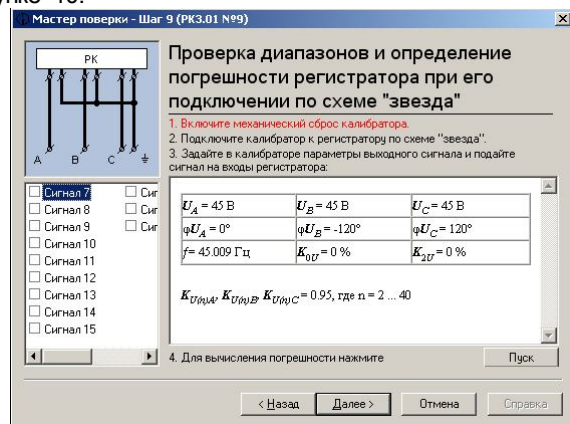 Мастер поверки - Шаг 9 (РК3.01 №9)
РК
A B C
Проверка диапазонов и определение
погрешности регистратора при его
подключении по схеме "звезда"
1. Включите механический сброс калибратора.
2. Подключите калибратор к регистратору по схеме "звезда".
3. Задайте в калибраторе параметры выходного сигнала и подайте
сигнал на входы регистратора:
Сигнал 7 Сиг
Сигнал 8 Сиг
Сигнал 9 Сиг
Сигнал 10
Сигнал 11
Сигнал 12
Сигнал 13
Сигнал 14
Сигнал 15
U_A = 45 В U_B = 45 В U_C = 45 В
φU_A = 0° φU_B = -120° φU_C = 120°
f = 45.009 Гц K_0U = 0 % K_2U = 0 %
K_U(n)A, K_U(n)B, K_U(n)C = 0.95, где n = 2 ... 40
4. Для вычисления погрешности нажмите Пуск
< Назад Далее > Отмена Справка